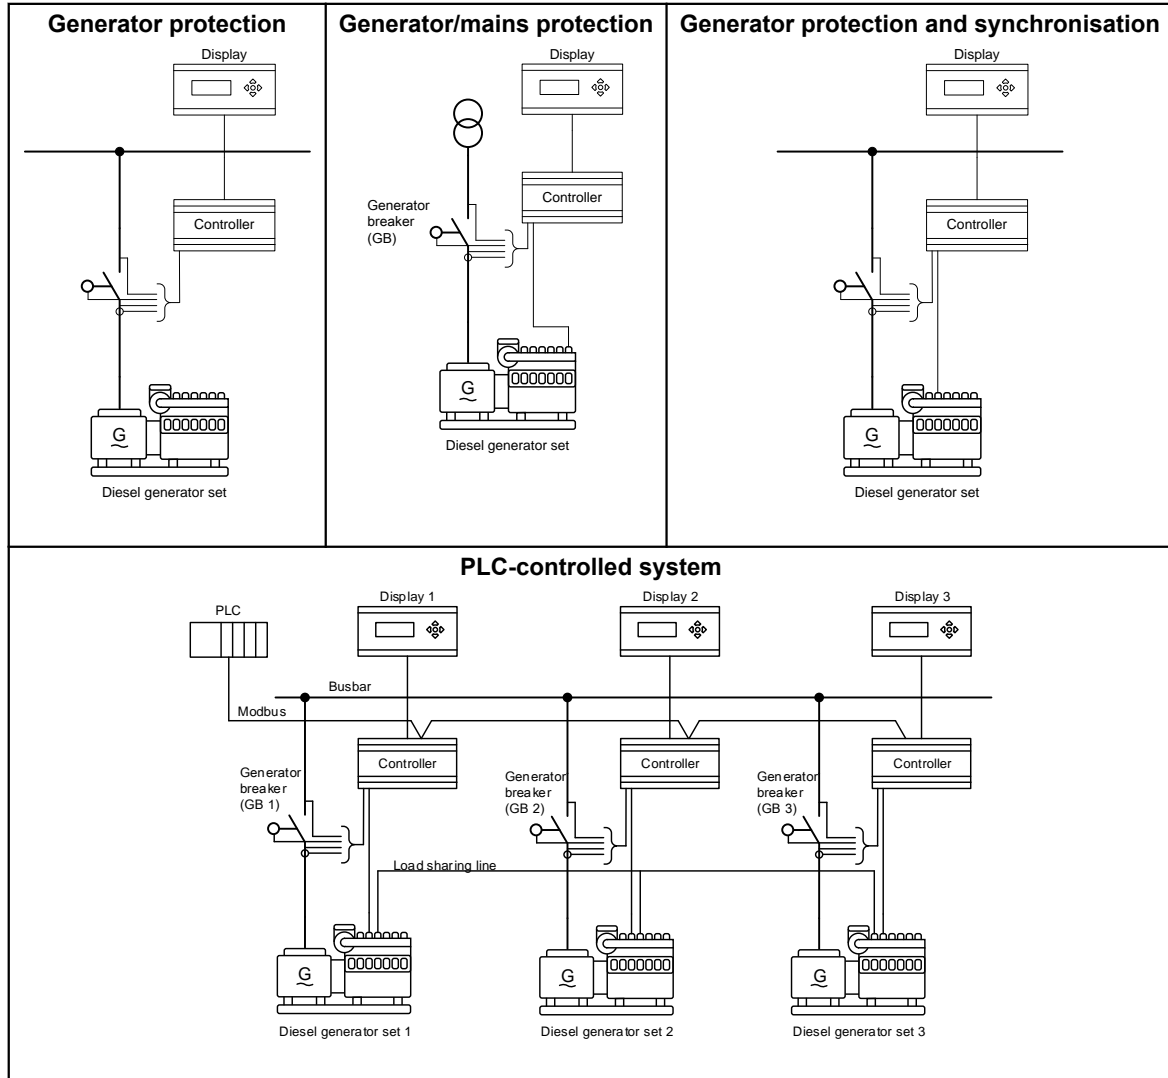 Generator protection
Display
Controller
G
Diesel generator set
Generator/mains protection
Display
Controller
Generator
breaker
(GB)
G
Diesel generator set
Generator protection and synchronisation
Display
Controller
G
Diesel generator set
PLC-controlled system
PLC
Display 1
Display 2
Display 3
Busbar
Modbus
Controller
Controller
Controller
Generator
breaker
(GB 1)
Generator
breaker
(GB 2)
Generator
breaker
(GB 3)
Load sharing line
G
G
G
Diesel generator set 1
Diesel generator set 2
Diesel generator set 3